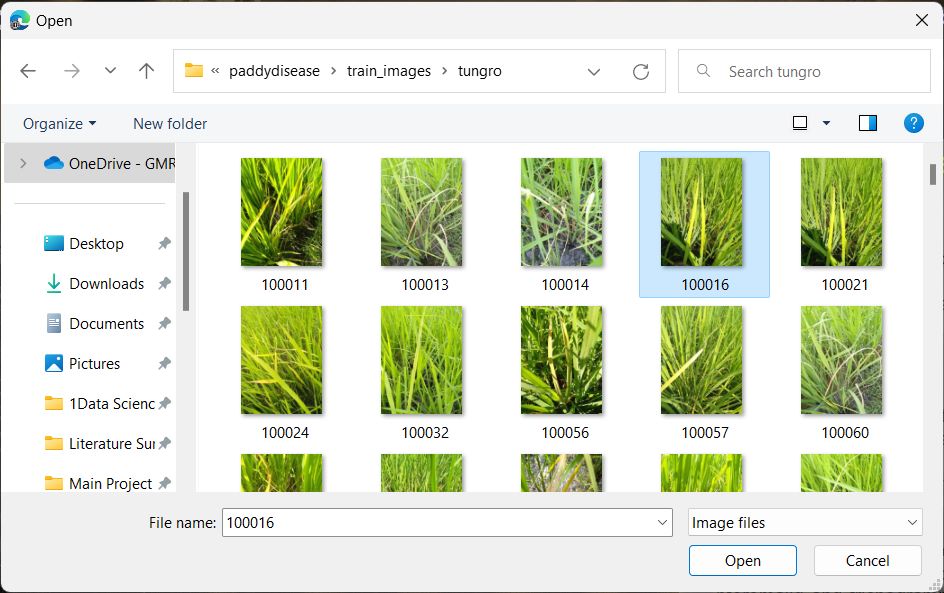 Open
« paddydisease › train_images › tungro
Search tungro
Organize
New folder
?
OneDrive - GMR
Desktop
Downloads
Documents
Pictures
1Data Scienc
Literature Sur
Main Project
100011 100013 100014 100016 100021
100024 100032 100056 100057 100060
File name: 100016
Image files
Open Cancel